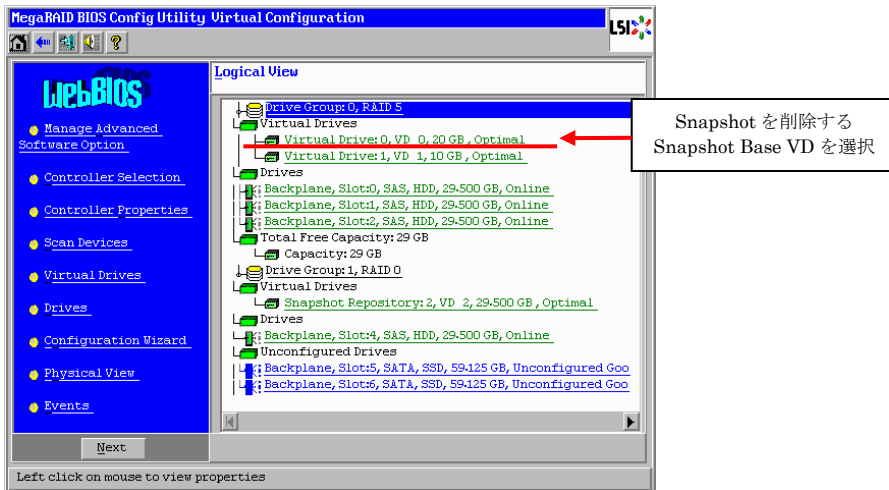 MegaRAID BIOS Config Utility Virtual Configuration
LSI
WebBIOS
Manage Advanced
Software Option
Controller Selection
Controller Properties
Scan Devices
Virtual Drives
Drives
Configuration Wizard
Physical View
Events
Next
Logical View
Drive Group: 0, RAID 5
Virtual Drives
Virtual Drive: 0, VD 0, 20 GB, Optimal
Virtual Drive: 1, VD 1, 10 GB, Optimal
Drives
Backplane, Slot:0, SAS, HDD, 29.500 GB, Online
Backplane, Slot:1, SAS, HDD, 29.500 GB, Online
Backplane, Slot:2, SAS, HDD, 29.500 GB, Online
Total Free Capacity: 29 GB
Capacity: 29 GB
Drive Group: 1, RAID 0
Virtual Drives
Snapshot Repository: 2, VD 2, 29.500 GB, Optimal
Drives
Backplane, Slot:4, SAS, HDD, 29.500 GB, Online
Unconfigured Drives
Backplane, Slot:5, SATA, SSD, 59.125 GB, Unconfigured Goo
Backplane, Slot:6, SATA, SSD, 59.125 GB, Unconfigured Goo
Snapshot を削除する
Snapshot Base VD を選択
Left click on mouse to view properties